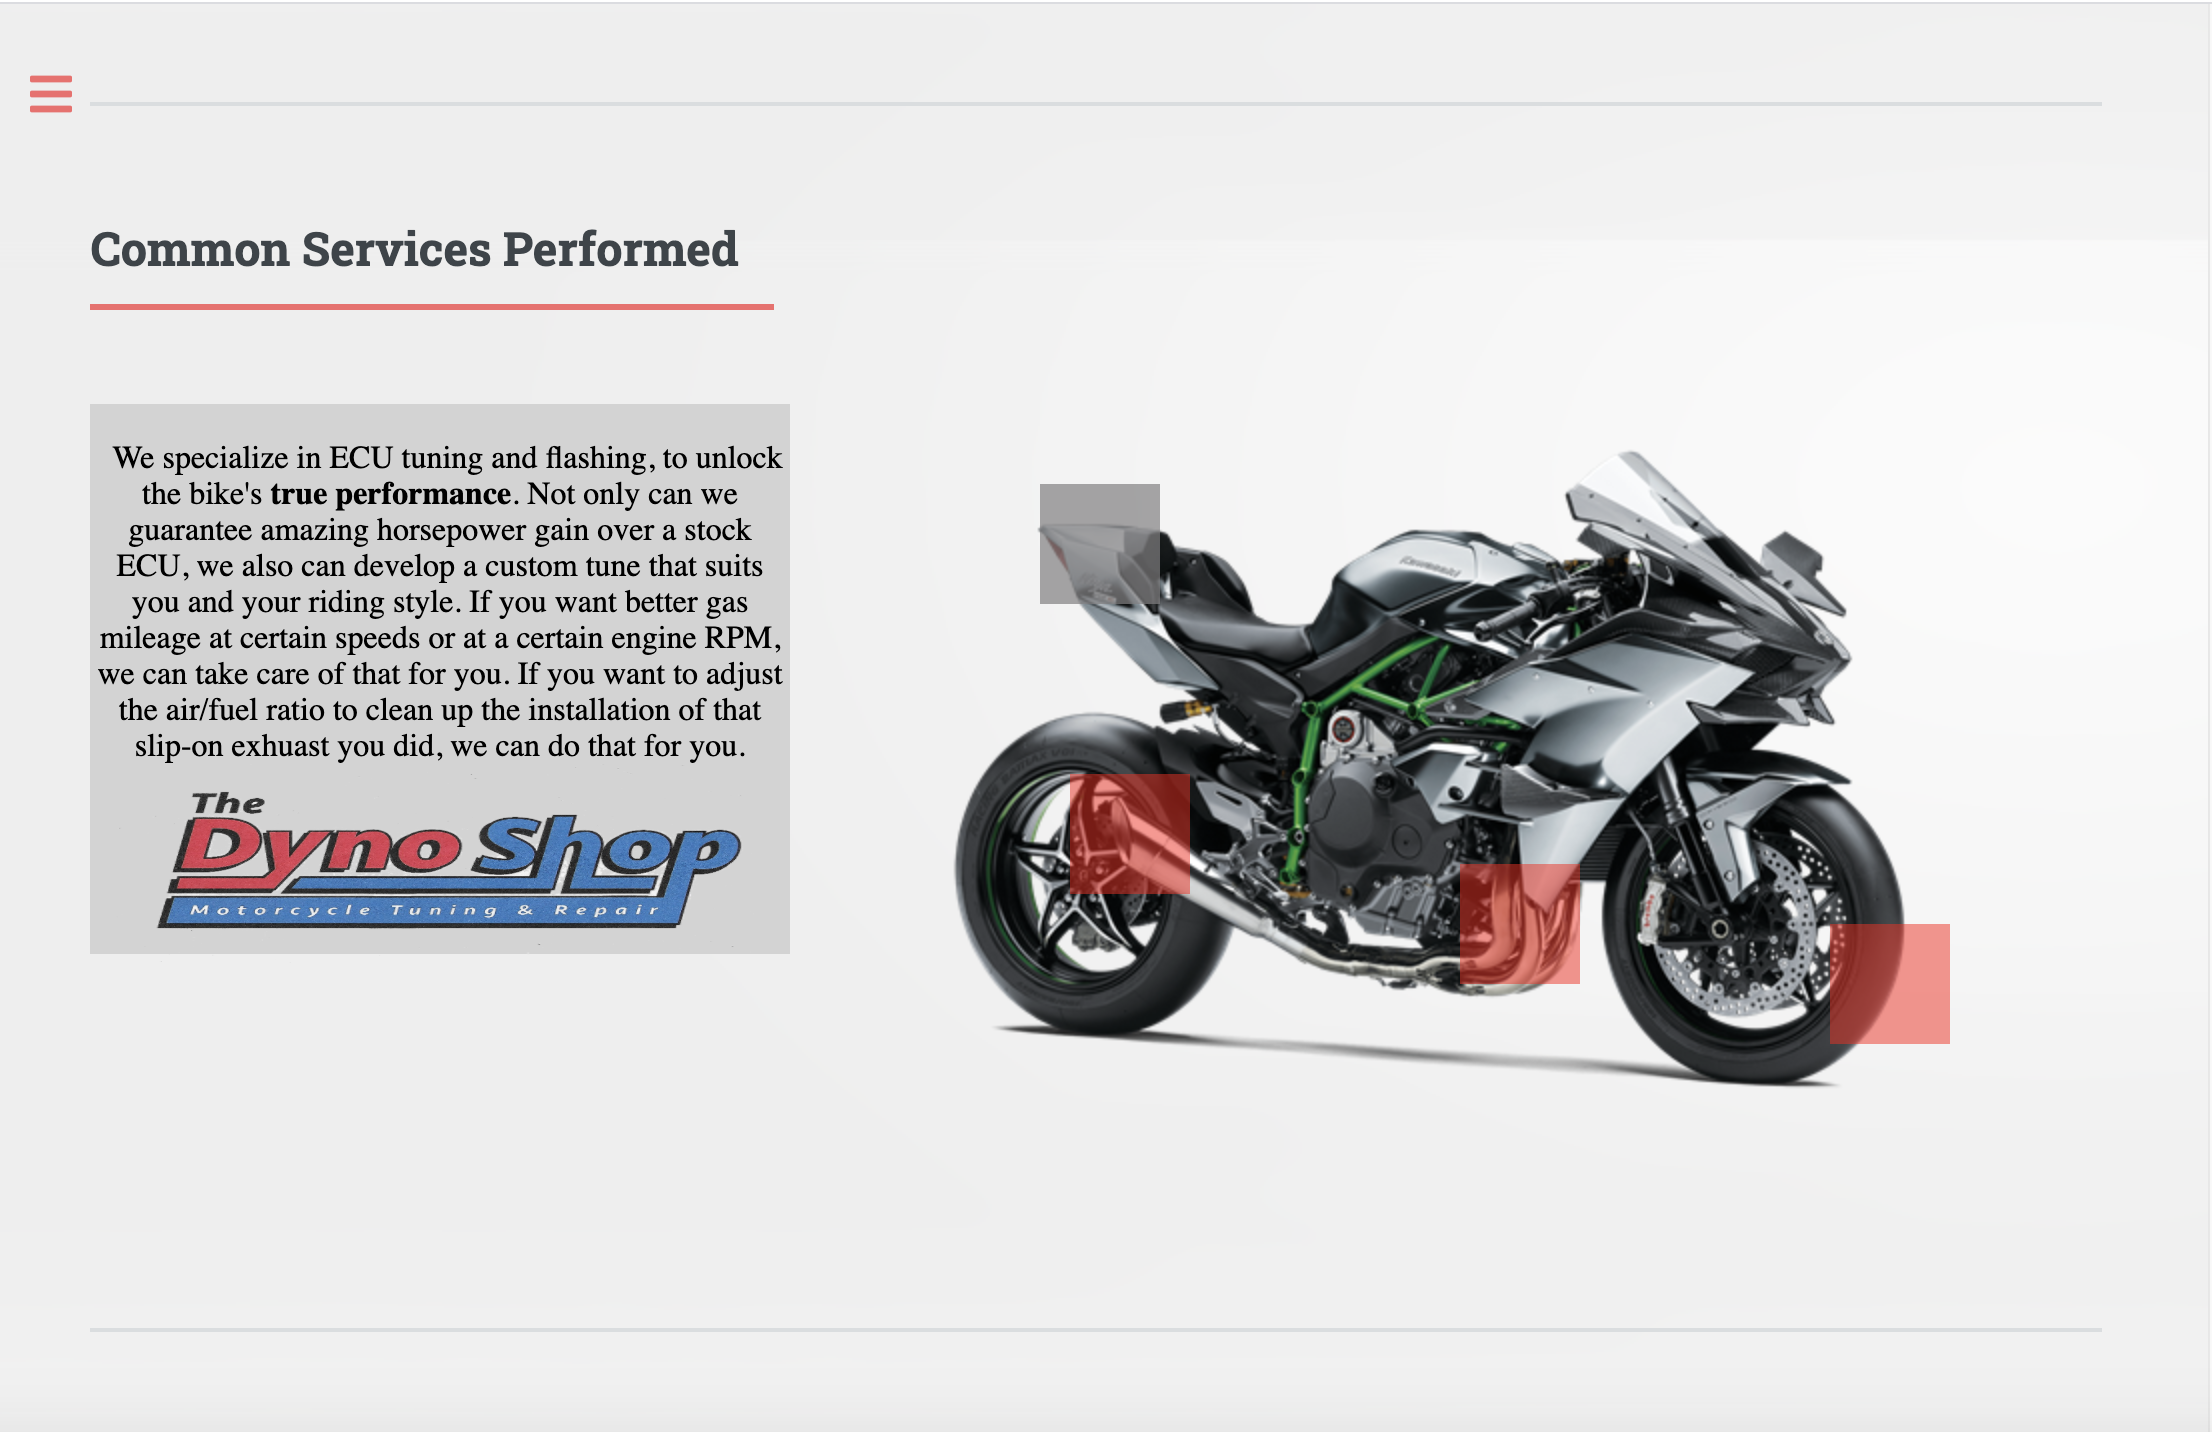 Common Services Performed
We specialize in ECU tuning and flashing, to unlock
the bike's true performance. Not only can we
guarantee amazing horsepower gain over a stock
ECU, we also can develop a custom tune that suits
you and your riding style. If you want better gas
mileage at certain speeds or at a certain engine RPM,
we can take care of that for you. If you want to adjust
the air/fuel ratio to clean up the installation of that
slip-on exhuast you did, we can do that for you.
The
Dyno Shop
Motorcycle Tuning & Repair
Kawasaki